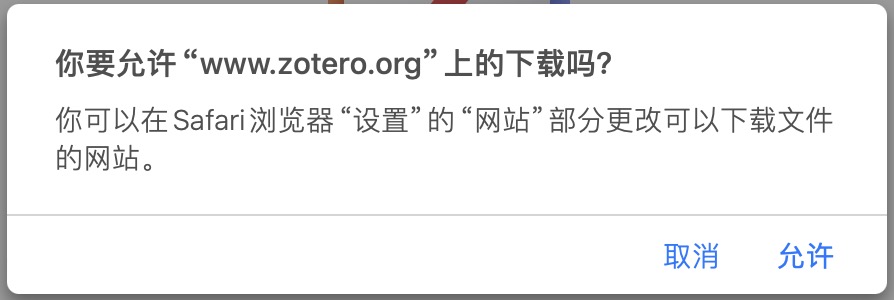 你要允许“www.zotero.org”上的下载吗？
你可以在Safari浏览器“设置”的“网站”部分更改可以下载文件
的网站。
取消 允许